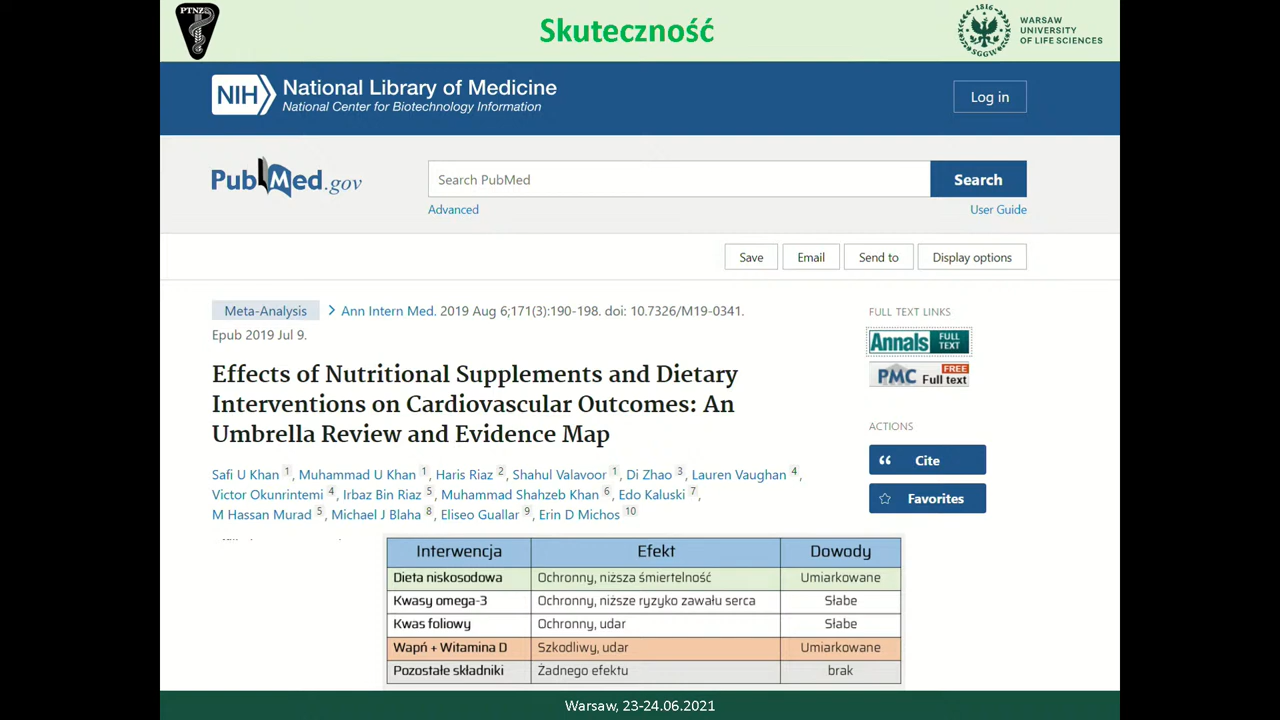 PTNZ
Skuteczność
1816
SGGW
WARSAW
UNIVERSITY
OF LIFE SCIENCES
NIH
National Library of Medicine
National Center for Biotechnology Information
Log in
PubMed.gov
Search PubMed
Search
Advanced
User Guide
Save
Email
Send to
Display options
Meta-Analysis > Ann Intern Med. 2019 Aug 6;171(3):190-198. doi: 10.7326/M19-0341.
Epub 2019 Jul 9.
FULL TEXT LINKS
Annals FULL TEXT
PMC FREE Full text
Effects of Nutritional Supplements and Dietary
Interventions on Cardiovascular Outcomes: An
Umbrella Review and Evidence Map
ACTIONS
Cite
Favorites
Safi U Khan 1, Muhammad U Khan 1, Haris Riaz 2, Shahul Valavoor 1, Di Zhao 3, Lauren Vaughan 4,
Victor Okunrintemi 4, Irbaz Bin Riaz 5, Muhammad Shahzeb Khan 6, Edo Kaluski 7,
M Hassan Murad 5, Michael J Blaha 8, Eliseo Guallar 9, Erin D Michos 10
Interwencja Efekt Dowody
Dieta niskosodowa Ochronny, niższa śmiertelność Umiarkowane
Kwasy omega-3 Ochronny, niższe ryzyko zawału serca Słabe
Kwas foliowy Ochronny, udar Słabe
Wapń + Witamina D Szkodliwy, udar Umiarkowane
Pozostałe składniki Żadnego efektu brak
Warsaw, 23-24.06.2021